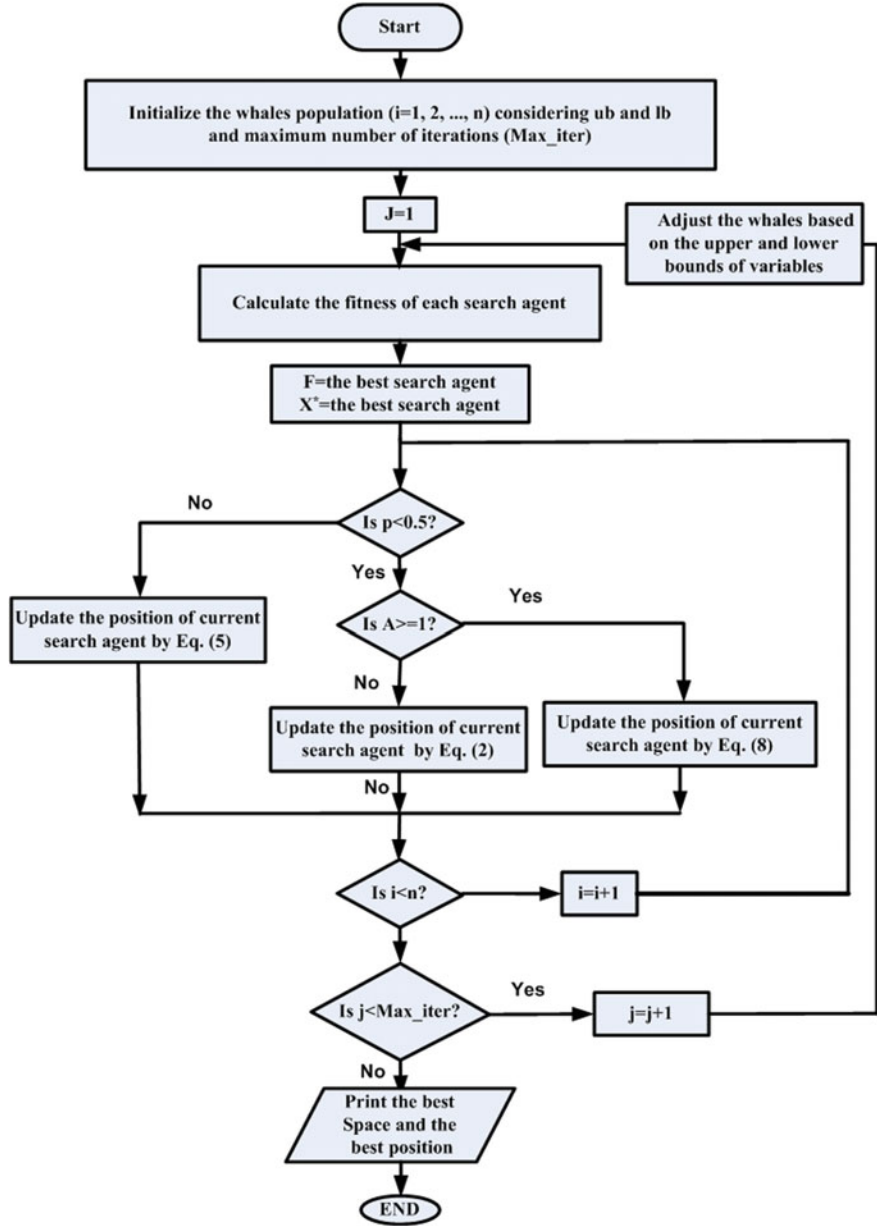 Start
Initialize the whales population (i=1, 2, ..., n) considering ub and lb
and maximum number of iterations (Max_iter)
J=1
Adjust the whales based
on the upper and lower
bounds of variables
Calculate the fitness of each search agent
F=the best search agent
X*=the best search agent
No
Is p<0.5?
Yes
Yes
Update the position of current
search agent by Eq. (5)
Is A>=1?
No
Update the position of current
search agent by Eq. (2)
Update the position of current
search agent by Eq. (8)
No
Is i<n?
i=i+1
Is j<Max_iter?
Yes
j=j+1
No
Print the best
Space and the
best position
END